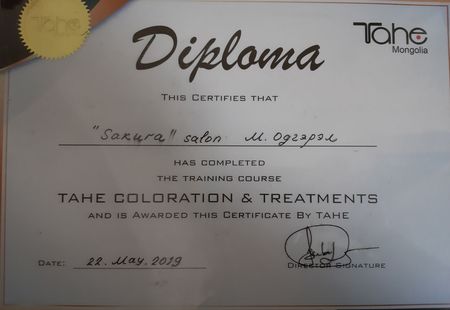 Tahe
Tahe
Mongolia
Diploma
THIS CERTIFIES THAT
"Sakura" salon М. Одгэрэл
HAS COMPLETED
THE TRAINING COURSE
TAHE COLORATION & TREATMENTS
AND IS AWARDED THIS CERTIFICATE BY TAHE
DATE: 22. May. 2019
DIRECTOR SIGNATURE